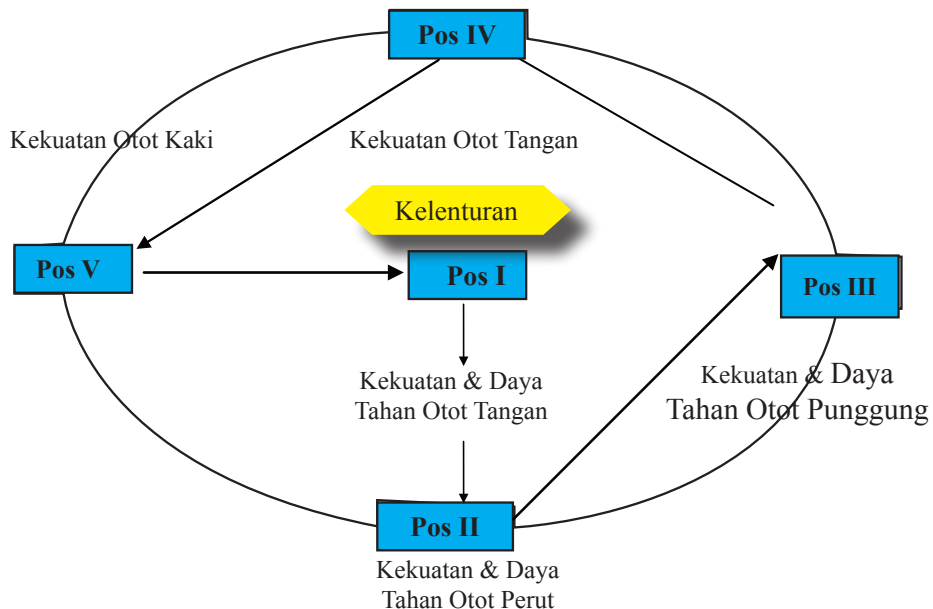 Pos IV
Kekuatan Otot Kaki
Kekuatan Otot Tangan
Kelenturan
Pos V
Pos I
Pos III
Kekuatan & Daya
Tahan Otot Tangan
Kekuatan & Daya
Tahan Otot Punggung
Pos II
Kekuatan & Daya
Tahan Otot Perut